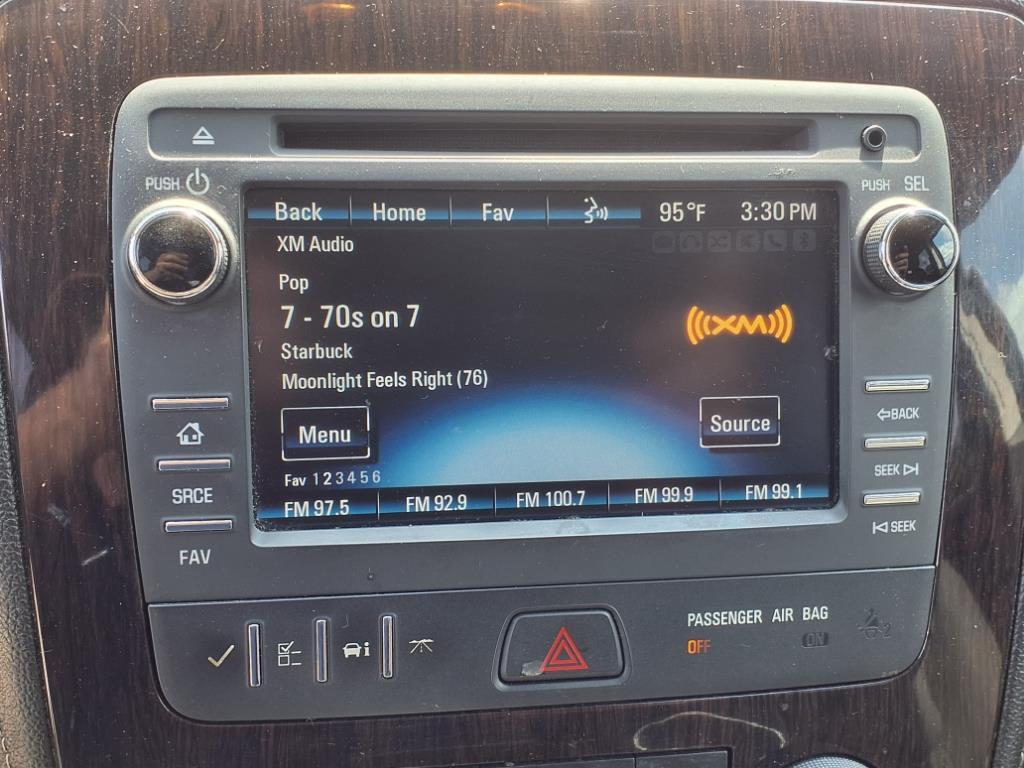 PUSH
PUSH SEL
Back Home Fav 95°F 3:30 PM
XM Audio
Pop
7 - 70s on 7
XM
Starbuck
Moonlight Feels Right (76)
Menu
Source
Fav 1 2 3 4 5 6
FM 97.5 FM 92.9 FM 100.7 FM 99.9 FM 99.1
SRCE
FAV
BACK
SEEK
SEEK
PASSENGER AIR BAG
OFF ON
2